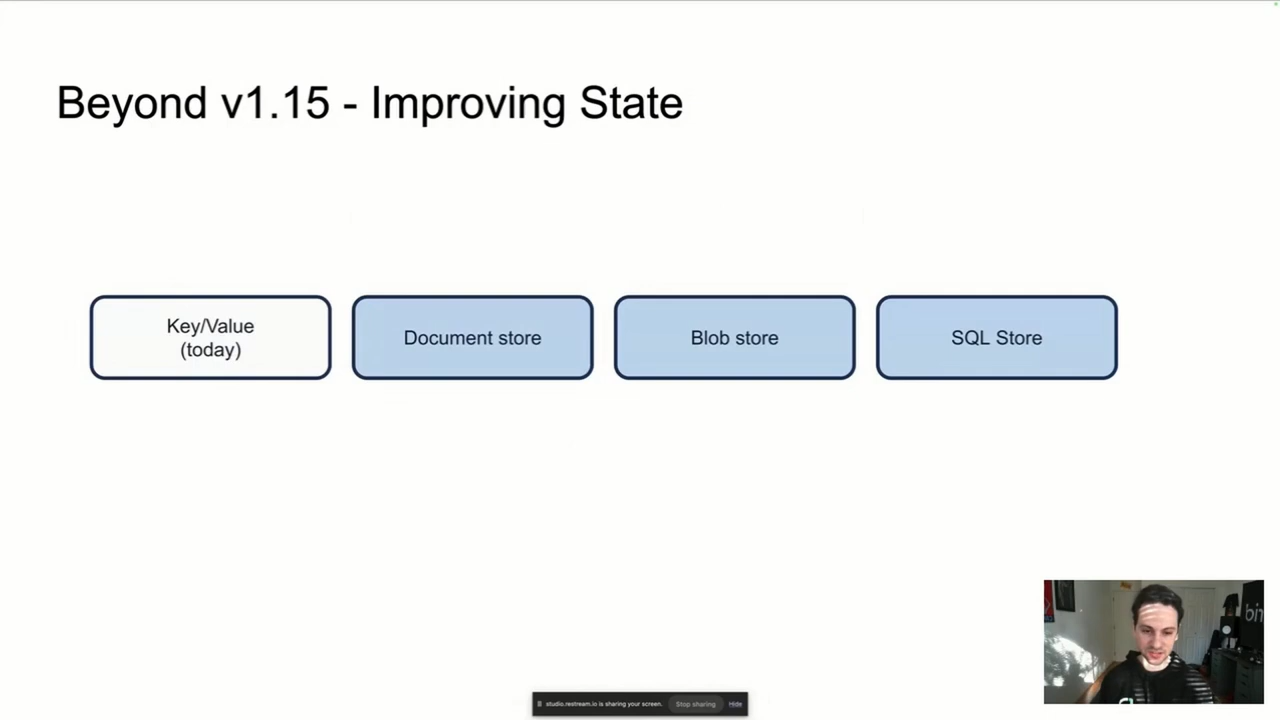 Beyond v1.15 - Improving State
Key/Value
(today)
Document store
Blob store
SQL Store
studio.restream.io is sharing your screen.
Stop sharing
Hide